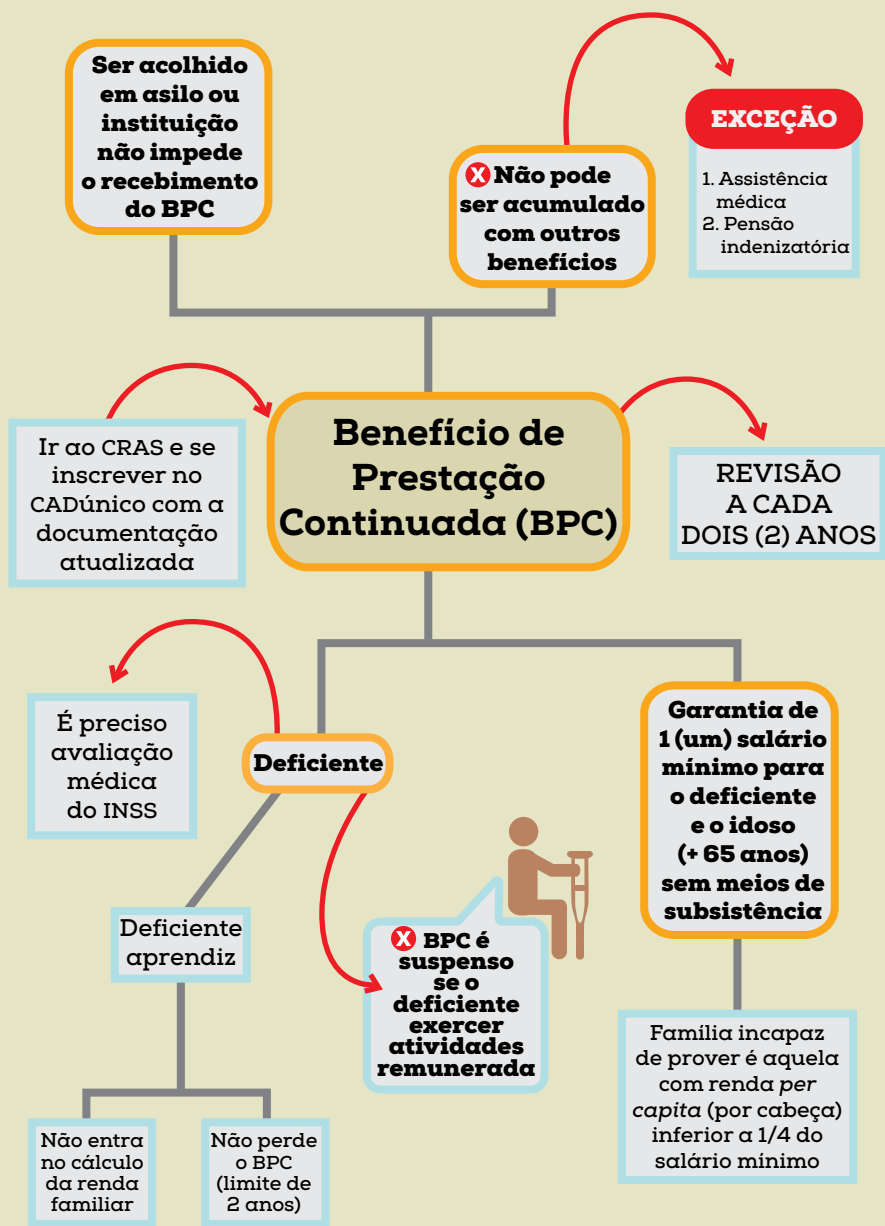 Ser acolhido
em asilo ou
instituição
não impede
o recebimento
do BPC
X Não pode
ser acumulado
com outros
benefícios
EXCEÇÃO
1. Assistência
médica
2. Pensão
indenizatória
Ir ao CRAS e se
inscrever no
CADúnico com a
documentação
atualizada
Benefício de
Prestação
Continuada (BPC)
REVISÃO
A CADA
DOIS (2) ANOS
É preciso
avaliação
médica
do INSS
Deficiente
Garantia de
1 (um) salário
mínimo para
o deficiente
e o idoso
(+ 65 anos)
sem meios de
subsistência
Deficiente
aprendiz
X BPC é
suspenso
se o
deficiente
exercer
atividades
remunerada
Família incapaz
de prover é aquela
com renda per
capita (por cabeça)
inferior a 1/4 do
salário mínimo
Não entra
no cálculo
da renda
familiar
Não perde
o BPC
(limite de
2 anos)